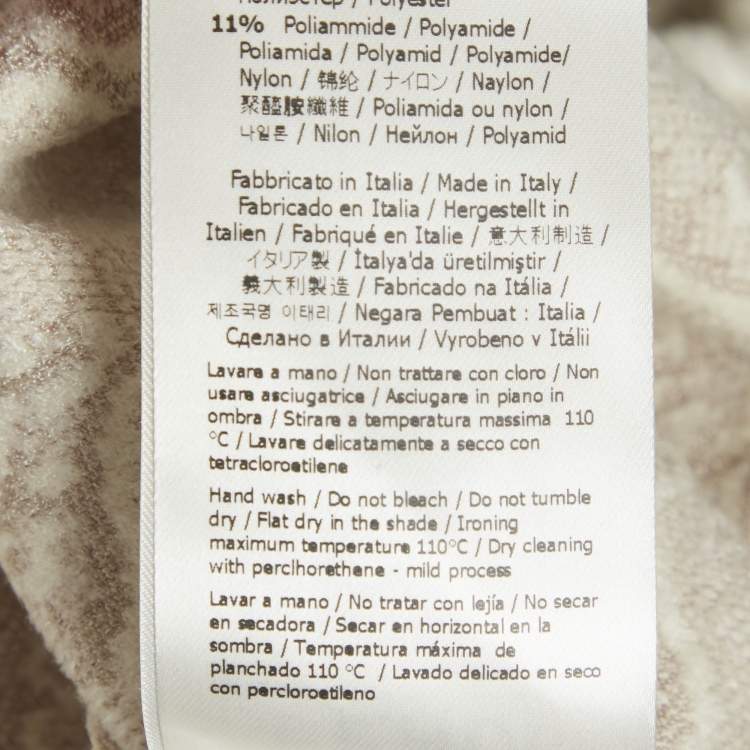 Полиэстер / Polyester
11% Poliammide / Polyamide /
Poliamida / Polyamid / Polyamide/
Nylon / 锦纶 / ナイロン / Naylon /
聚醯胺纖維 / Poliamida ou nylon /
나일론 / Nilon / Нейлон / Polyamid
Fabbricato in Italia / Made in Italy /
Fabricado en Italia / Hergestellt in
Italien / Fabriqué en Italie / 意大利制造 /
イタリア製 / İtalya'da üretilmiştir /
義大利製造 / Fabricado na Itália /
제조국명 이태리 / Negara Pembuat : Italia /
Сделано в Италии / Vyrobeno v Itálii
Lavare a mano / Non trattare con cloro / Non
usare asciugatrice / Asciugare in piano in
ombra / Stirare a temperatura massima 110
°C / Lavare delicatamente a secco con
tetracloroetilene
Hand wash / Do not bleach / Do not tumble
dry / Flat dry in the shade / Ironing
maximum temperature 110°C / Dry cleaning
with perclhorethene - mild process
Lavar a mano / No tratar con lejía / No secar
en secadora / Secar en horizontal en la
sombra / Temperatura máxima de
planchado 110 °C / Lavado delicado en seco
con percloroetileno